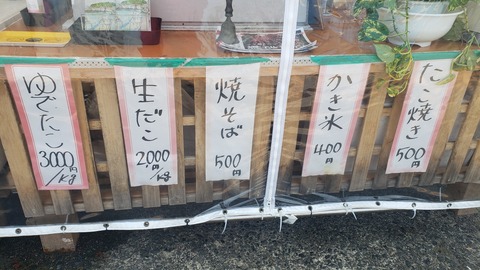 ゆでだこ
3000円/kg
生だこ
2000円/kg
焼そば
500円
かき氷
400円
たこ焼き
500円